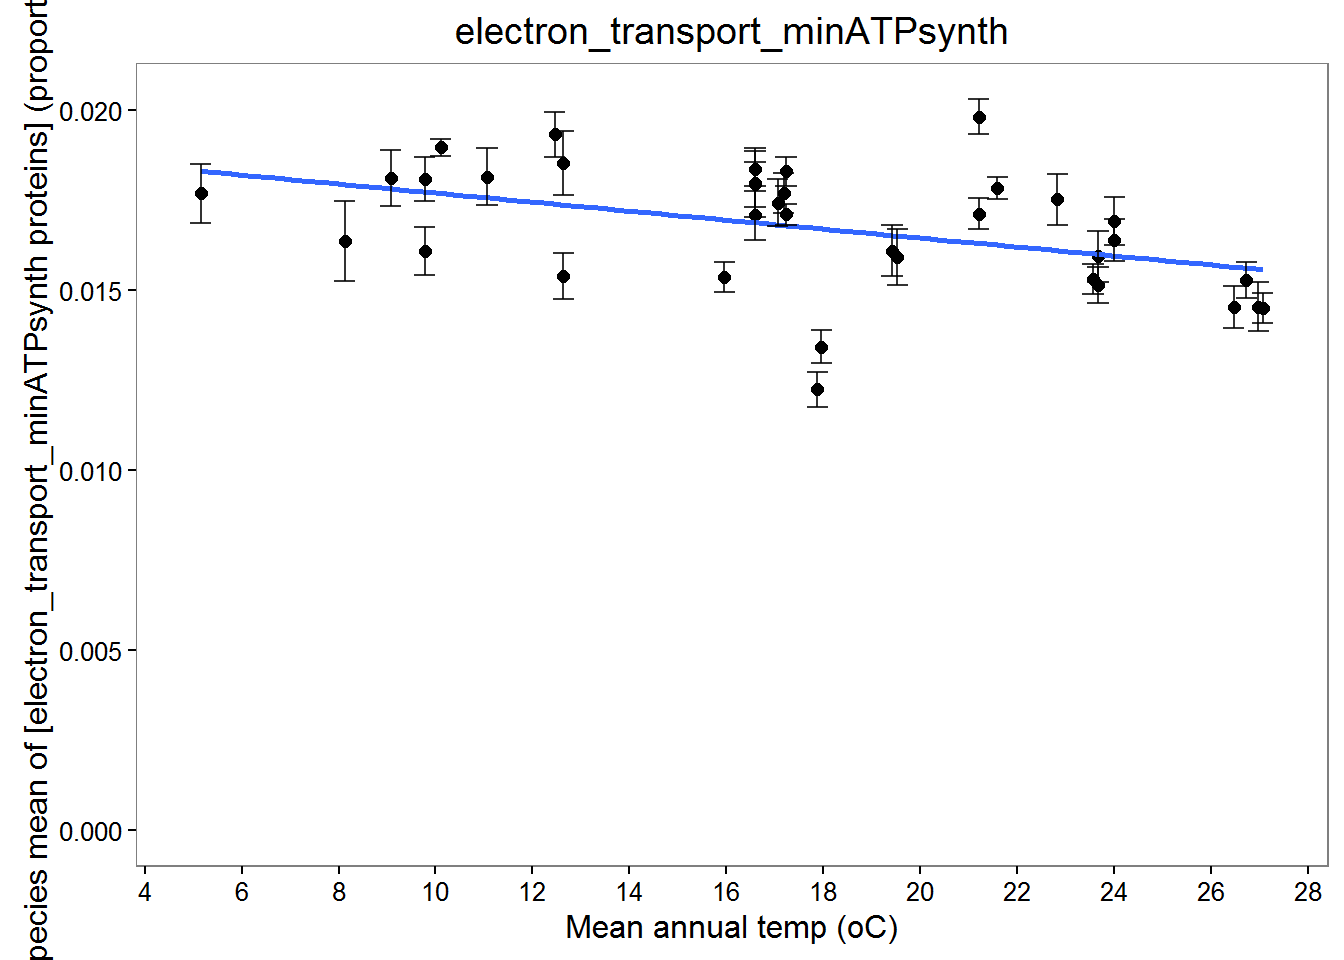 electron_transport_minATPsynth
pecies mean of [electron_transport_minATPsynth proteins] (proport
0.020
0.015
0.010
0.005
0.000
4 6 8 10 12 14 16 18 20 22 24 26 28
Mean annual temp (oC)